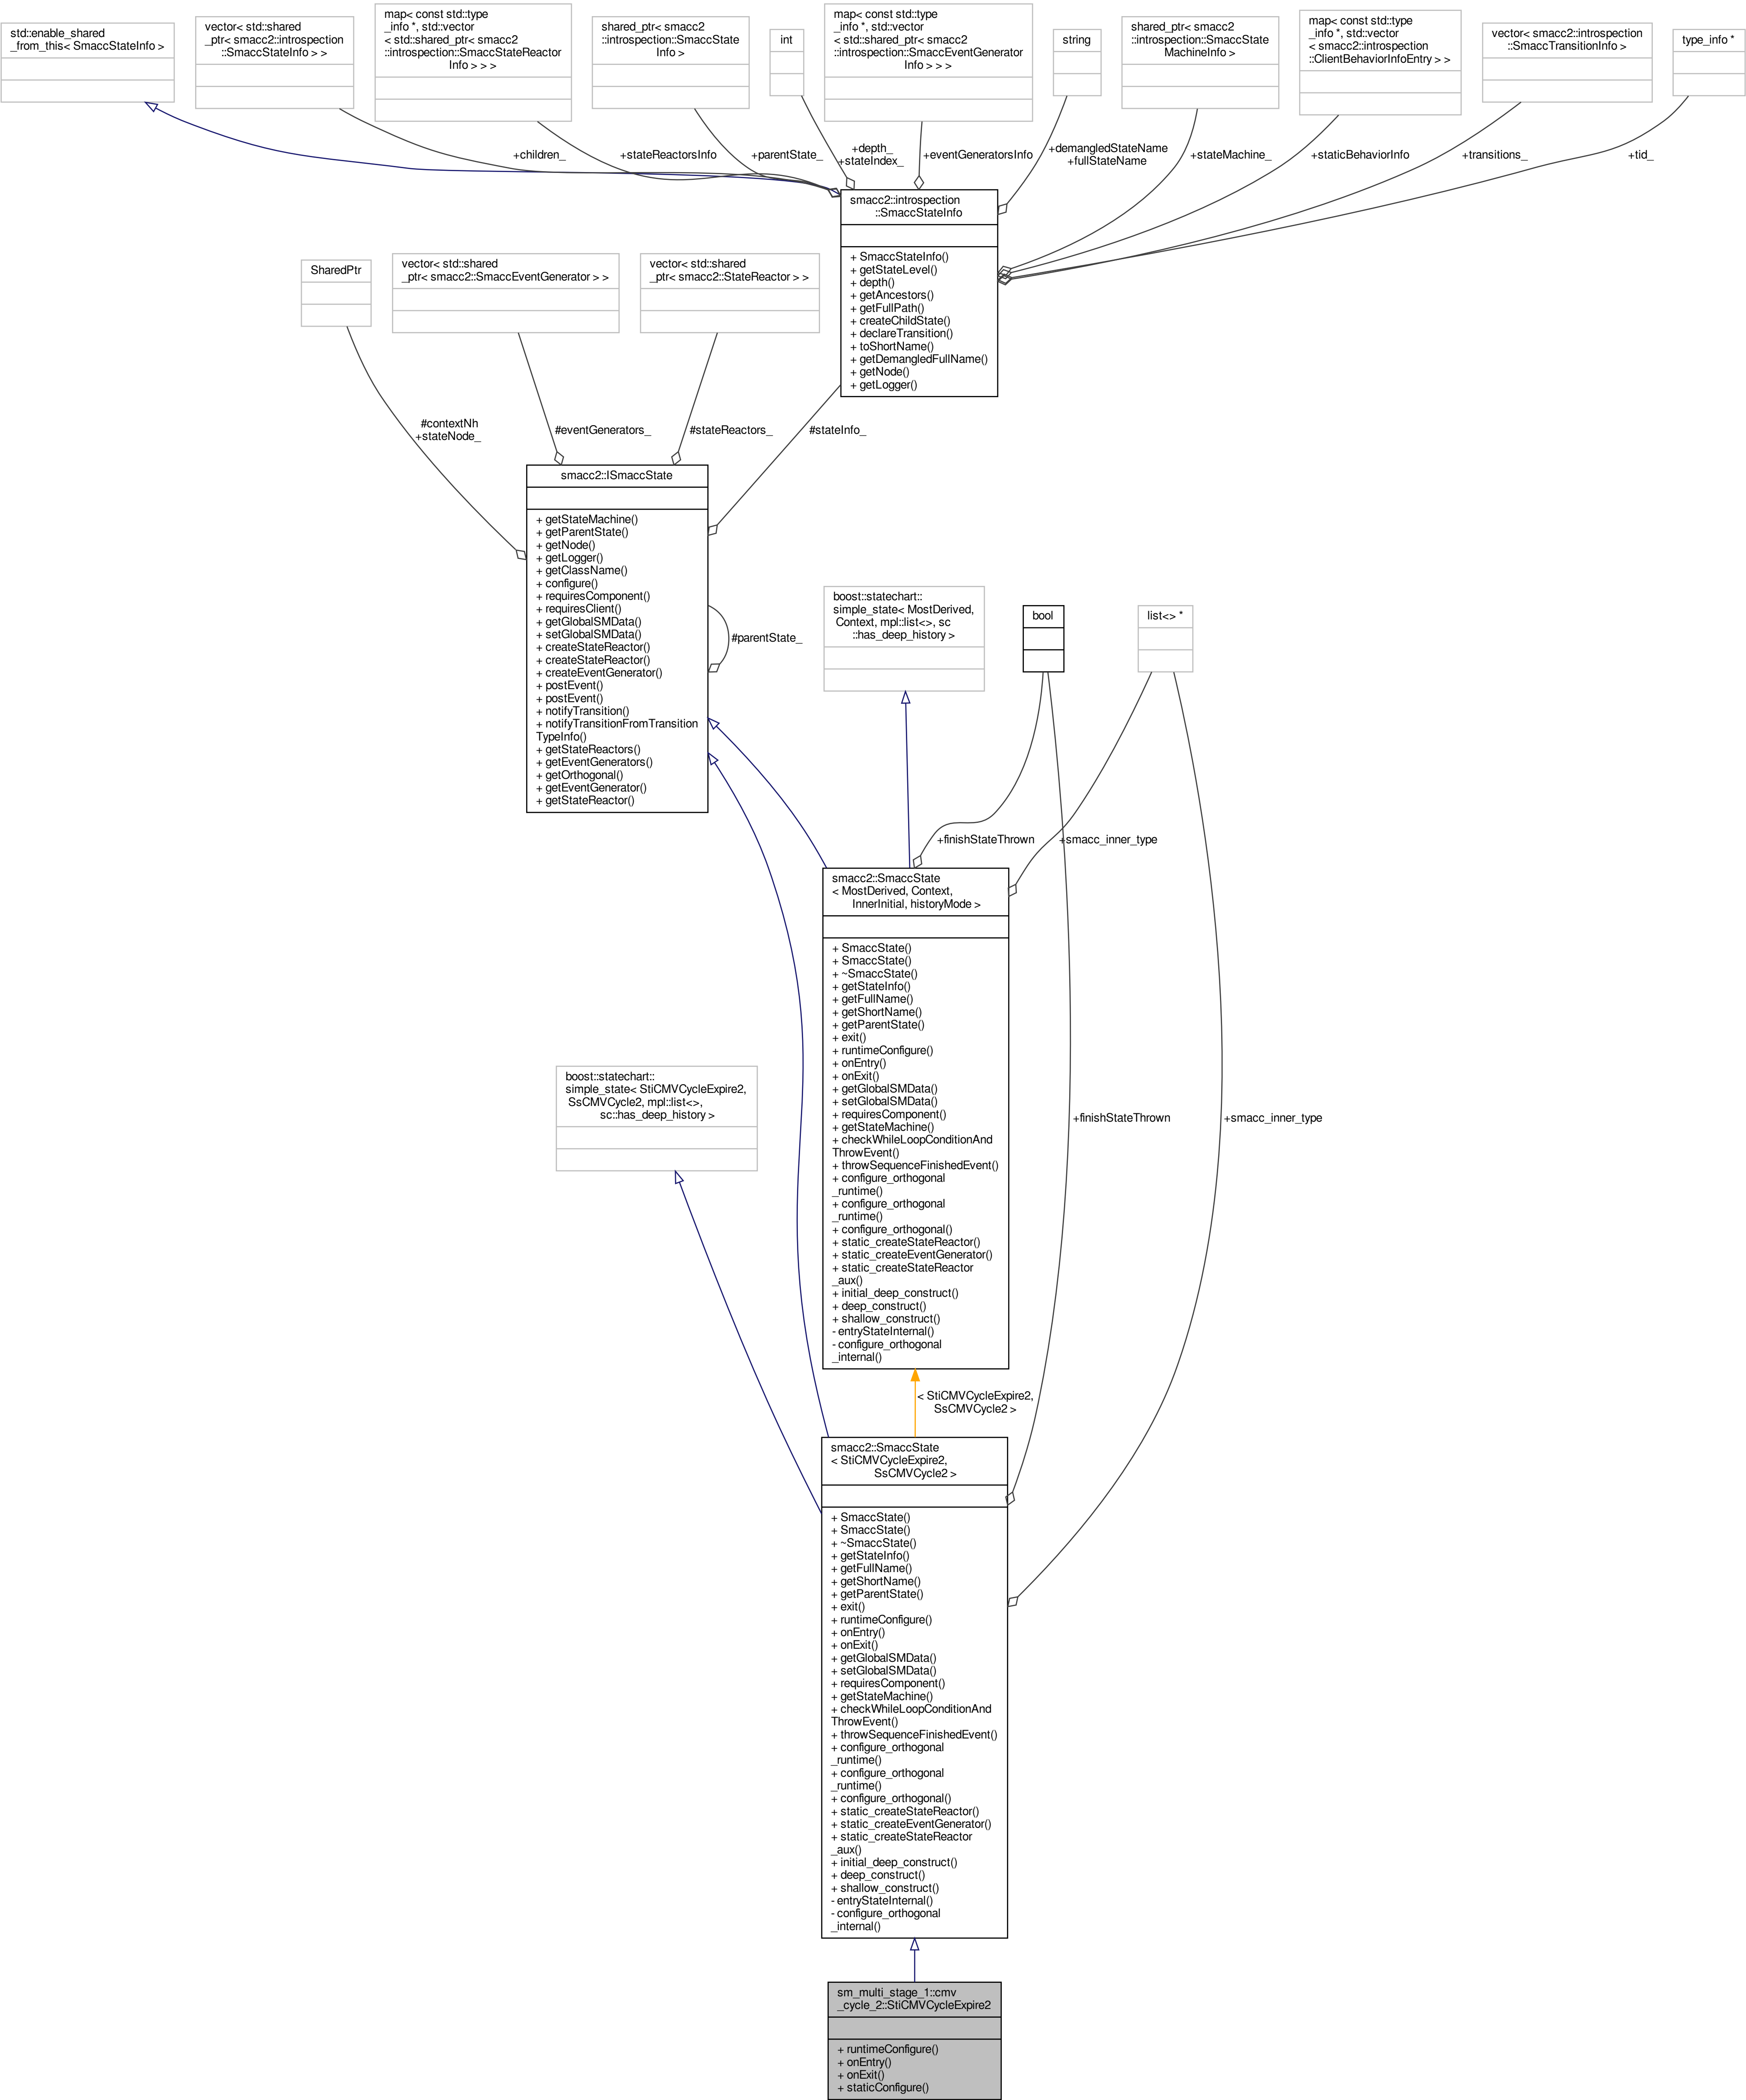 std::enable_shared
_from_this< SmaccStateInfo >
vector< std::shared
_ptr< smacc2::introspection
::SmaccStateInfo > >
map< const std::type
_info *, std::vector
< std::shared_ptr< smacc2
::introspection::SmaccStateReactor
Info > > >
shared_ptr< smacc2
::introspection::SmaccState
Info >
int
map< const std::type
_info *, std::vector
< std::shared_ptr< smacc2
::introspection::SmaccEventGenerator
Info > > >
string
shared_ptr< smacc2
::introspection::SmaccState
MachineInfo >
map< const std::type
_info *, std::vector
< smacc2::introspection
::ClientBehaviorInfoEntry > >
vector< smacc2::introspection
::SmaccTransitionInfo >
type_info *
+children_
+stateReactorsInfo
+parentState_
+depth_
+stateIndex_
+eventGeneratorsInfo
+demangledStateName
+fullStateName
+stateMachine_
+staticBehaviorInfo
+transitions_
+tid_
smacc2::introspection
::SmaccStateInfo
+ SmaccStateInfo()
+ getStateLevel()
+ depth()
+ getAncestors()
+ getFullPath()
+ createChildState()
+ declareTransition()
+ toShortName()
+ getDemangledFullName()
+ getNode()
+ getLogger()
SharedPtr
vector< std::shared
_ptr< smacc2::SmaccEventGenerator > >
vector< std::shared
_ptr< smacc2::StateReactor > >
#contextNh
+stateNode_
#eventGenerators_
#stateReactors_
#stateInfo_
smacc2::ISmaccState
+ getStateMachine()
+ getParentState()
+ getNode()
+ getLogger()
+ getClassName()
+ configure()
+ requiresComponent()
+ requiresClient()
+ getGlobalSMData()
+ setGlobalSMData()
+ createStateReactor()
+ createStateReactor()
+ createEventGenerator()
+ postEvent()
+ postEvent()
+ notifyTransition()
+ notifyTransitionFromTransition
TypeInfo()
+ getStateReactors()
+ getEventGenerators()
+ getOrthogonal()
+ getEventGenerator()
+ getStateReactor()
#parentState_
boost::statechart::
simple_state< MostDerived,
Context, mpl::list<>, sc
::has_deep_history >
bool
list<> *
+finishStateThrown
+smacc_inner_type
smacc2::SmaccState
< MostDerived, Context,
InnerInitial, historyMode >
+ SmaccState()
+ SmaccState()
+ ~SmaccState()
+ getStateInfo()
+ getFullName()
+ getShortName()
+ getParentState()
+ exit()
+ runtimeConfigure()
+ onEntry()
+ onExit()
+ getGlobalSMData()
+ setGlobalSMData()
+ requiresComponent()
+ getStateMachine()
+ checkWhileLoopConditionAnd
ThrowEvent()
+ throwSequenceFinishedEvent()
+ configure_orthogonal
_runtime()
+ configure_orthogonal
_runtime()
+ configure_orthogonal()
+ static_createStateReactor()
+ static_createEventGenerator()
+ static_createStateReactor
_aux()
+ initial_deep_construct()
+ deep_construct()
+ shallow_construct()
- entryStateInternal()
- configure_orthogonal
_internal()
boost::statechart::
simple_state< StiCMVCycleExpire2,
SsCMVCycle2, mpl::list<>,
sc::has_deep_history >
+finishStateThrown
+smacc_inner_type
< StiCMVCycleExpire2,
SsCMVCycle2 >
smacc2::SmaccState
< StiCMVCycleExpire2,
SsCMVCycle2 >
+ SmaccState()
+ SmaccState()
+ ~SmaccState()
+ getStateInfo()
+ getFullName()
+ getShortName()
+ getParentState()
+ exit()
+ runtimeConfigure()
+ onEntry()
+ onExit()
+ getGlobalSMData()
+ setGlobalSMData()
+ requiresComponent()
+ getStateMachine()
+ checkWhileLoopConditionAnd
ThrowEvent()
+ throwSequenceFinishedEvent()
+ configure_orthogonal
_runtime()
+ configure_orthogonal
_runtime()
+ configure_orthogonal()
+ static_createStateReactor()
+ static_createEventGenerator()
+ static_createStateReactor
_aux()
+ initial_deep_construct()
+ deep_construct()
+ shallow_construct()
- entryStateInternal()
- configure_orthogonal
_internal()
sm_multi_stage_1::cmv
_cycle_2::StiCMVCycleExpire2
+ runtimeConfigure()
+ onEntry()
+ onExit()
+ staticConfigure()